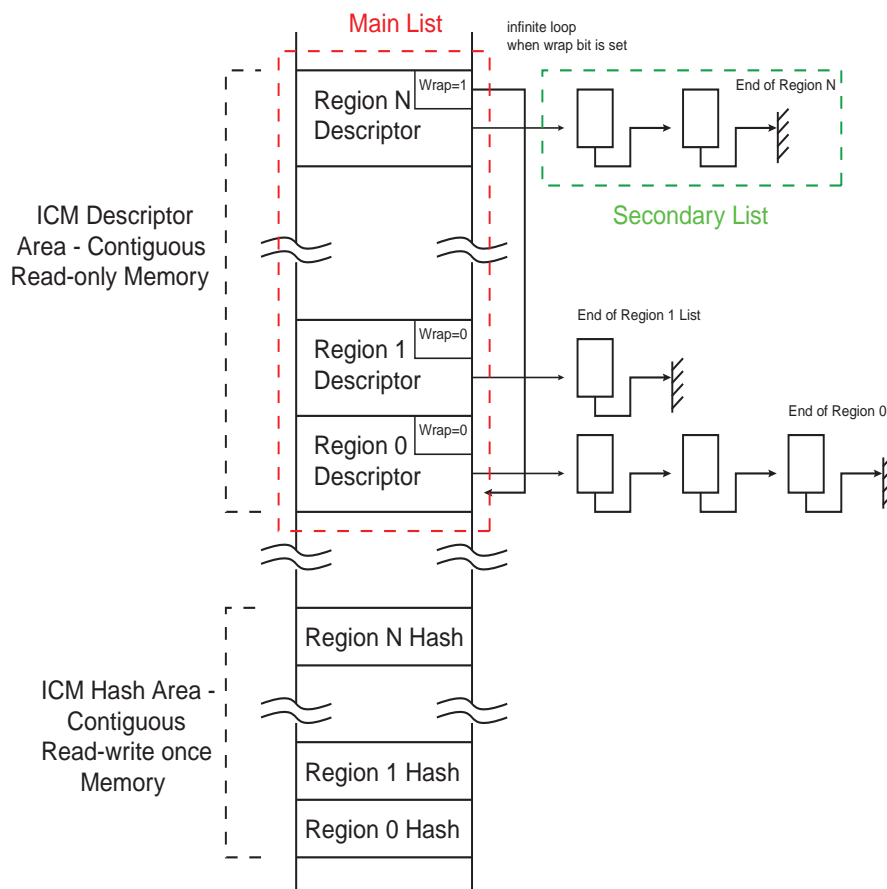 Main List
infinite loop
when wrap bit is set
Wrap=1
Region N
Descriptor
End of Region N
Secondary List
ICM Descriptor
Area - Contiguous
Read-only Memory
End of Region 1 List
Wrap=0
Region 1
Descriptor
End of Region 0
Wrap=0
Region 0
Descriptor
Region N Hash
ICM Hash Area -
Contiguous
Read-write once
Memory
Region 1 Hash
Region 0 Hash